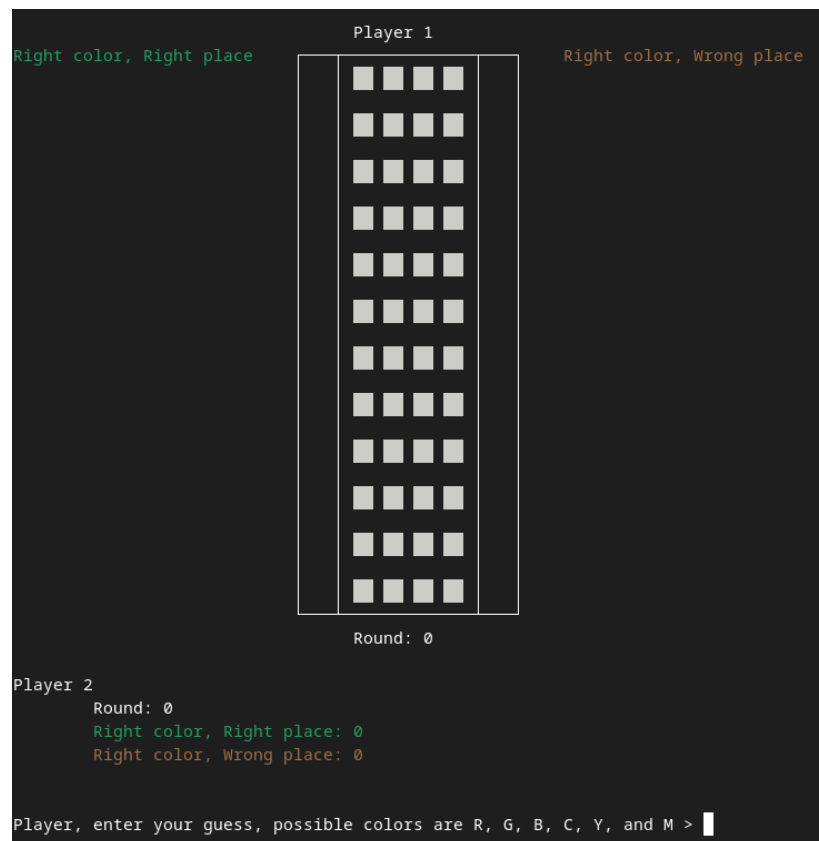 Player 1
Right color, Right place
Right color, Wrong place
Round: 0
Player 2
Round: 0
Right color, Right place: 0
Right color, Wrong place: 0
Player, enter your guess, possible colors are R, G, B, C, Y, and M >